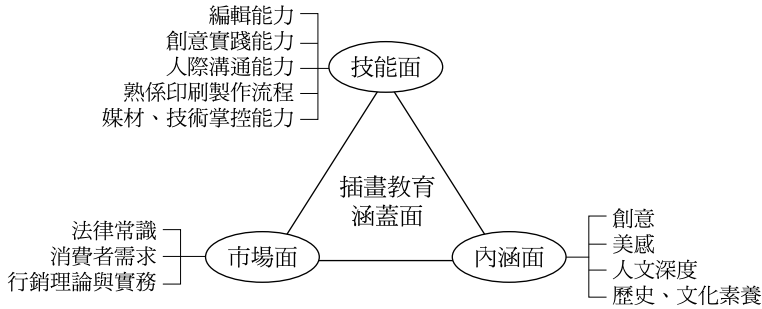 編輯能力
創意實踐能力
人際溝通能力
熟係印刷製作流程
媒材、技術掌控能力
技能面
插畫教育
涵蓋面
法律常識
消費者需求
行銷理論與實務
市場面
內涵面
創意
美感
人文深度
歷史、文化素養